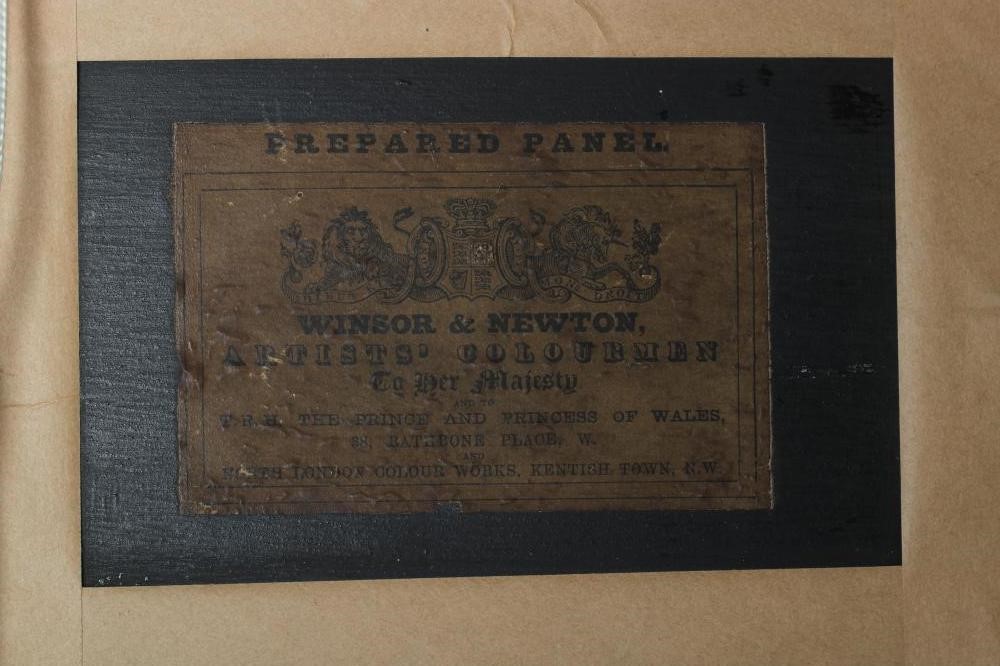 PREPARED PANEL.
WINSOR & NEWTON,
ARTISTS' COLOURMEN
To Her Majesty
AND TO
T.R.H. THE PRINCE AND PRINCESS OF WALES,
38, RATHBONE PLACE, W.
AND
NORTH LONDON COLOUR WORKS, KENTISH TOWN, N.W.